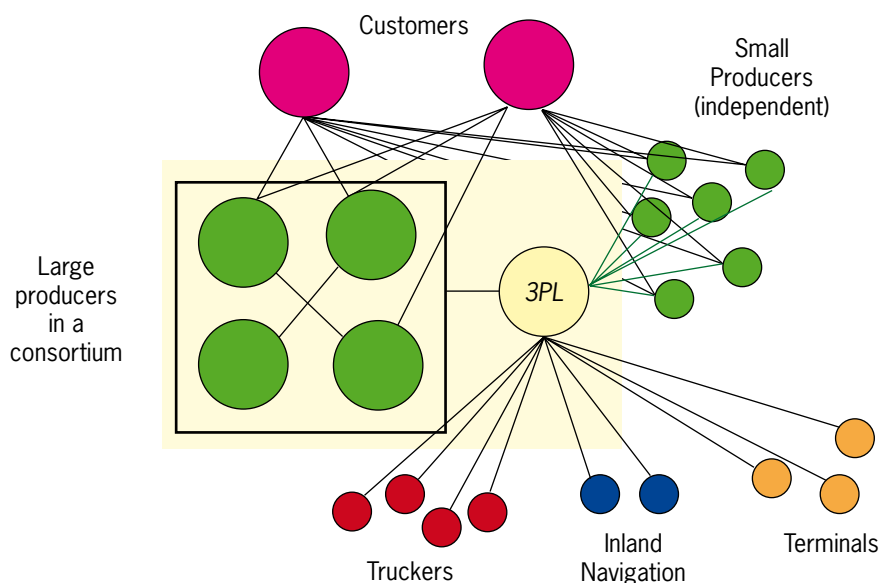 Customers
Small
Producers
(independent)
Large
producers
in a
consortium
3PL
Truckers
Inland
Navigation
Terminals